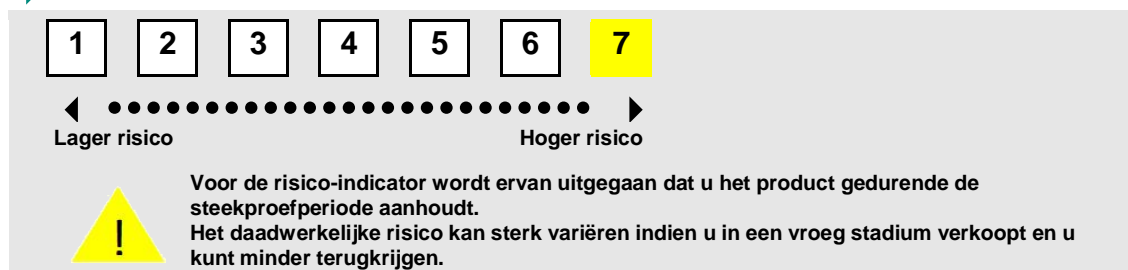 1 2 3 4 5 6 7
Lager risico Hoger risico
Voor de risico-indicator wordt ervan uitgegaan dat u het product gedurende de
steekproefperiode aanhoudt.
!
Het daadwerkelijke risico kan sterk variëren indien u in een vroeg stadium verkoopt en u
kunt minder terugkrijgen.